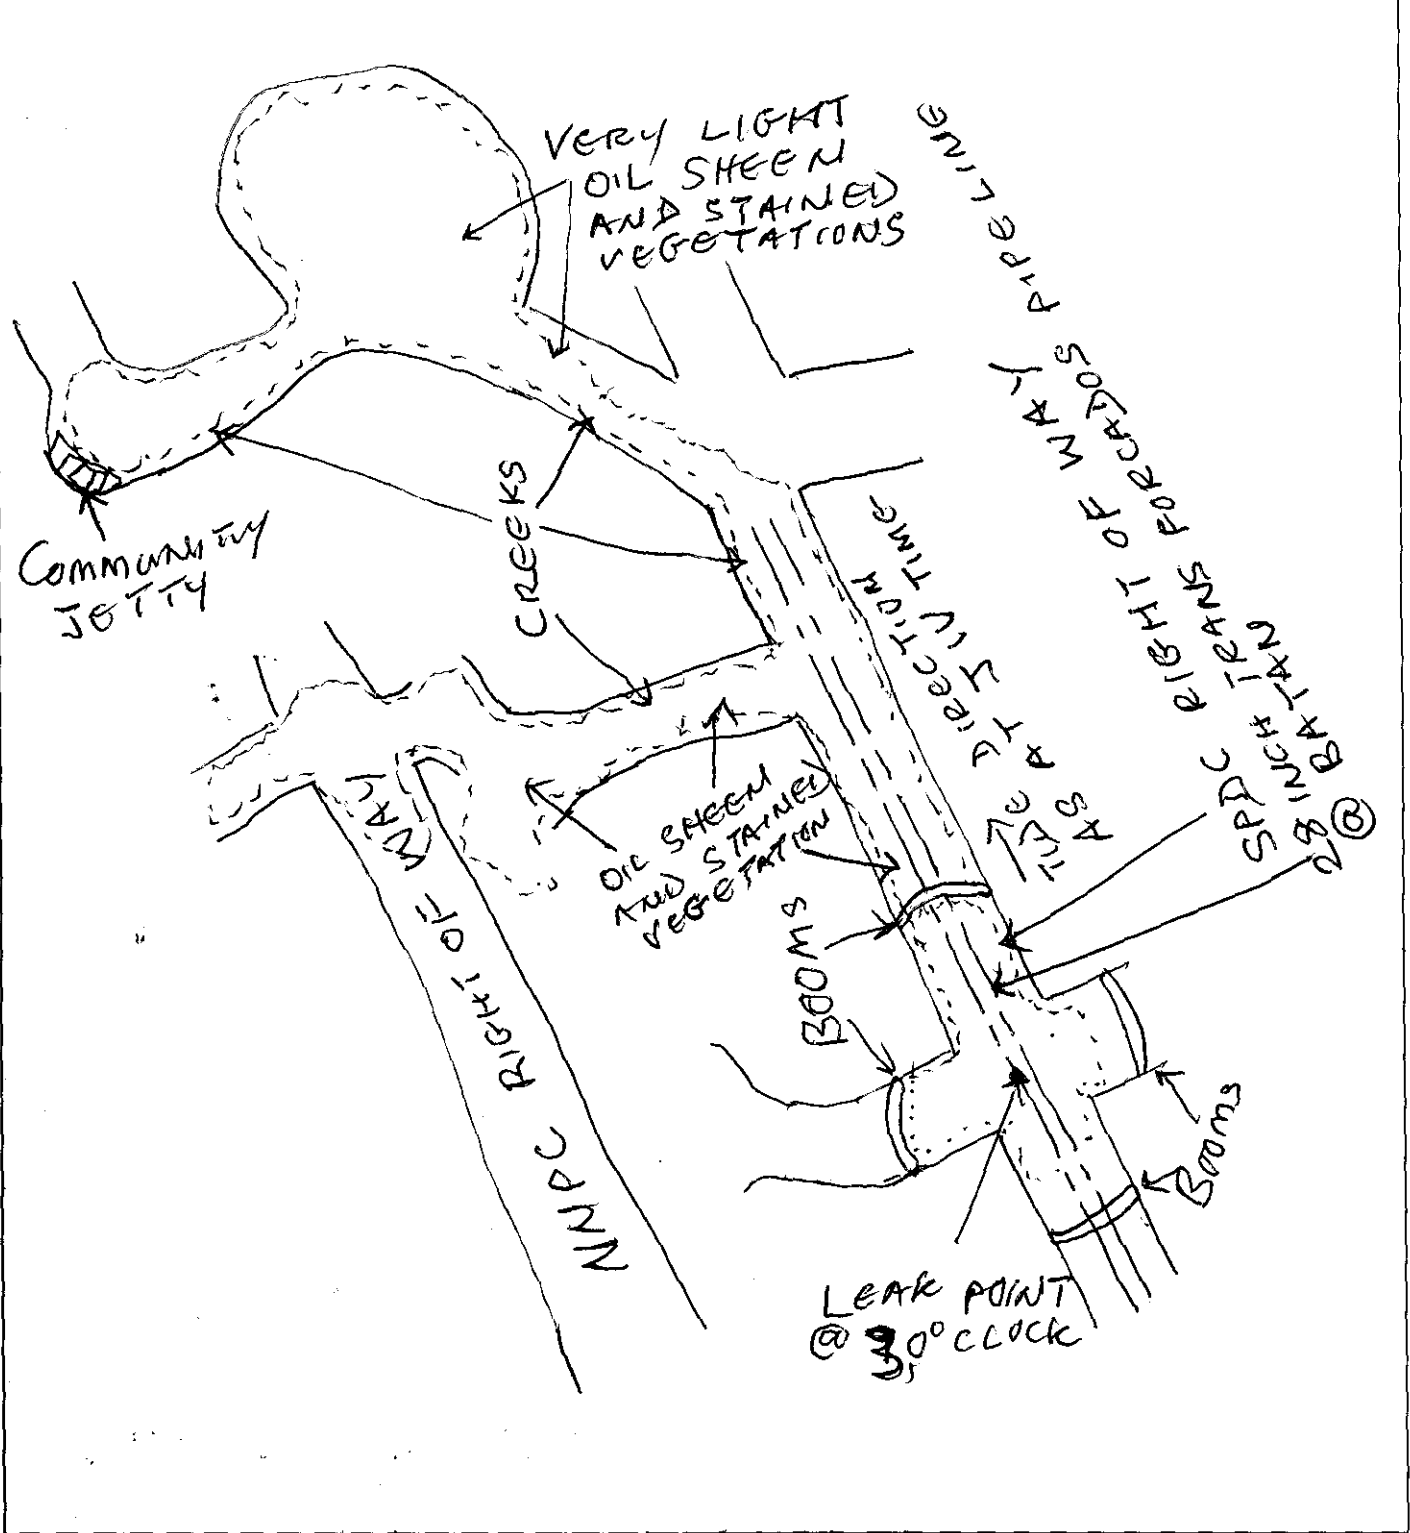 VERY LIGHT
OIL SHEEN
AND STAINED
VEGETATIONS
SPDC RIGHT OF WAY
28 INCH TRANS FORCADOS PIPELINE
@ BATAN
COMMUNITY
JETTY
CREEKS
DIRECTION
AS AT JIV TIME
OIL SHEEN
AND STAINED
VEGETATION
BOOMS
NNPC RIGHT OF WAY
BOOMS
LEAK POINT
@ 3 O'CLOCK